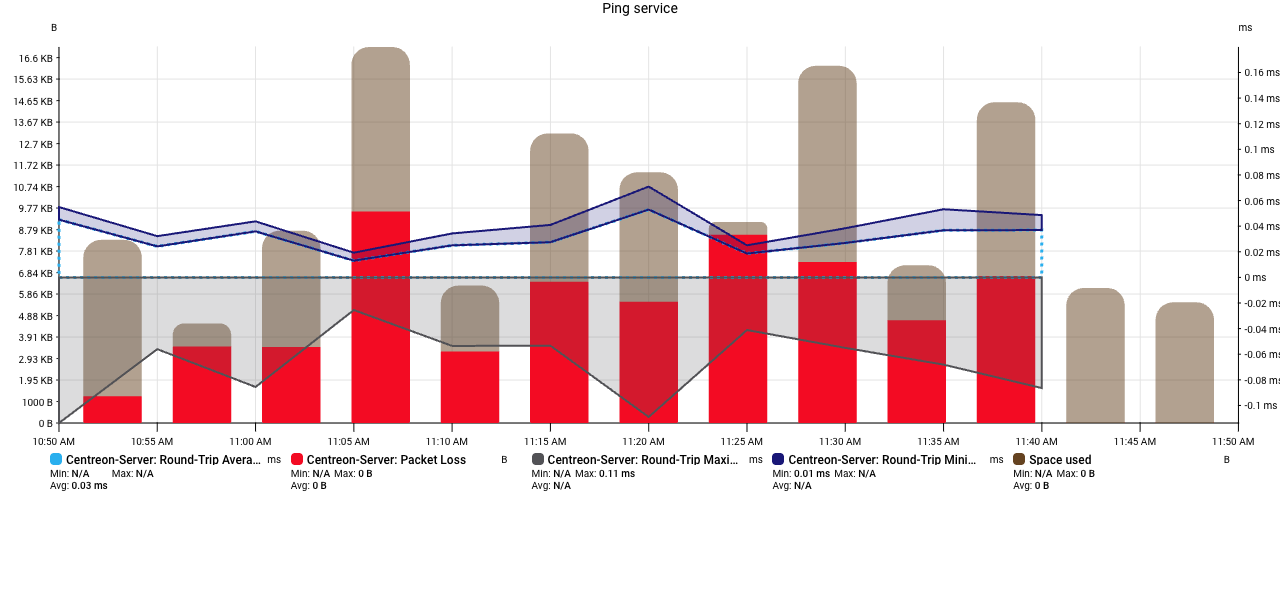 Ping service
B
ms
16.6 KB
15.63 KB
14.65 KB
13.67 KB
12.7 KB
11.72 KB
10.74 KB
9.77 KB
8.79 KB
7.81 KB
6.84 KB
5.86 KB
4.88 KB
3.91 KB
2.93 KB
1.95 KB
1000 B
0 B
0.16 ms
0.14 ms
0.12 ms
0.1 ms
0.08 ms
0.06 ms
0.04 ms
0.02 ms
0 ms
-0.02 ms
-0.04 ms
-0.06 ms
-0.08 ms
-0.1 ms
10:50 AM 10:55 AM 11:00 AM 11:05 AM 11:10 AM 11:15 AM 11:20 AM 11:25 AM 11:30 AM 11:35 AM 11:40 AM 11:45 AM 11:50 AM
Centreon-Server: Round-Trip Avera... ms
Min: N/A Max: N/A
Avg: 0.03 ms
Centreon-Server: Packet Loss B
Min: N/A Max: 0 B
Avg: 0 B
Centreon-Server: Round-Trip Maxi... ms
Min: N/A Max: 0.11 ms
Avg: N/A
Centreon-Server: Round-Trip Mini... ms
Min: 0.01 ms Max: N/A
Avg: N/A
Space used B
Min: N/A Max: 0 B
Avg: 0 B